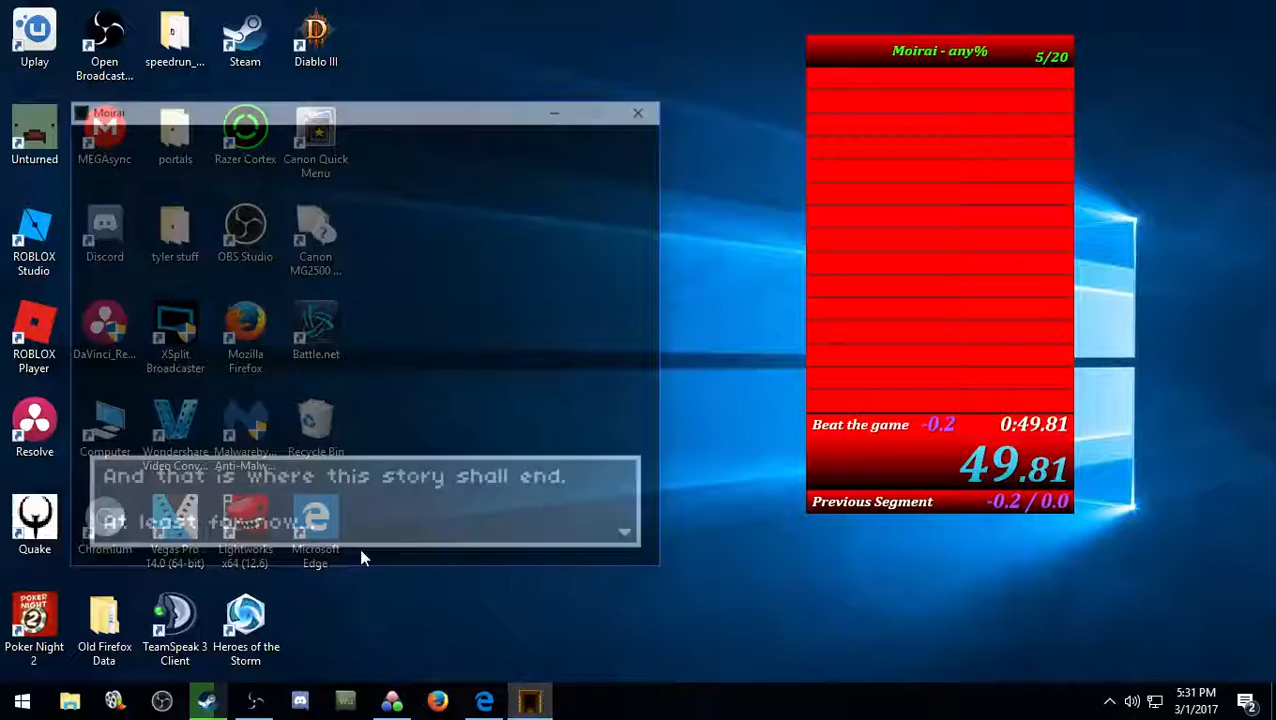 Uplay
Open
Broadcast...
speedrun_...
Steam
Diablo III
Moirai - any%
5/20
Moirai
Unturned
MEGAsync
portals
Razer Cortex
Canon Quick
Menu
ROBLOX
Studio
Discord
tyler stuff
OBS Studio
Canon
MG2500 ...
ROBLOX
Player
DaVinci_Re...
XSplit
Broadcaster
Mozilla
Firefox
Battle.net
Resolve
Computer
Wondershare
Video Conv...
Malwareby...
Anti-Malw...
Recycle Bin
Beat the game -0.2 0:49.81
49.81
Previous Segment -0.2 / 0.0
And that is where this story shall end.
At least for now...
Quake
Chromium
Vegas Pro
14.0 (64-bit)
Lightworks
x64 (12.6)
Microsoft
Edge
Poker Night
2
Old Firefox
Data
TeamSpeak 3
Client
Heroes of the
Storm
5:31 PM
3/1/2017
2